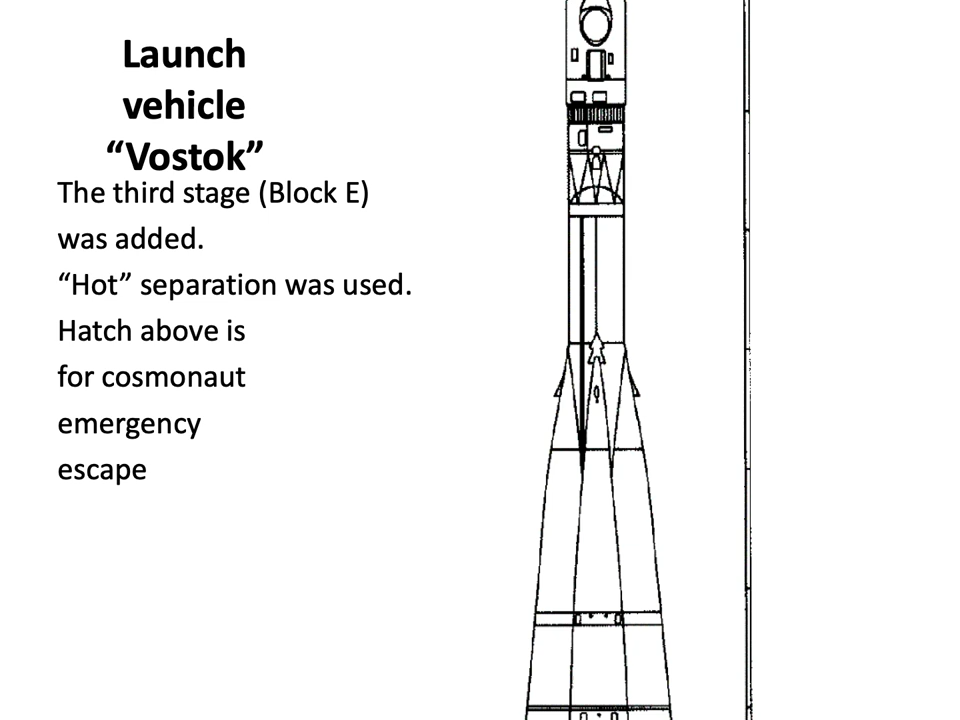 Launch
vehicle
“Vostok”
The third stage (Block E)
was added.
“Hot” separation was used.
Hatch above is
for cosmonaut
emergency
escape